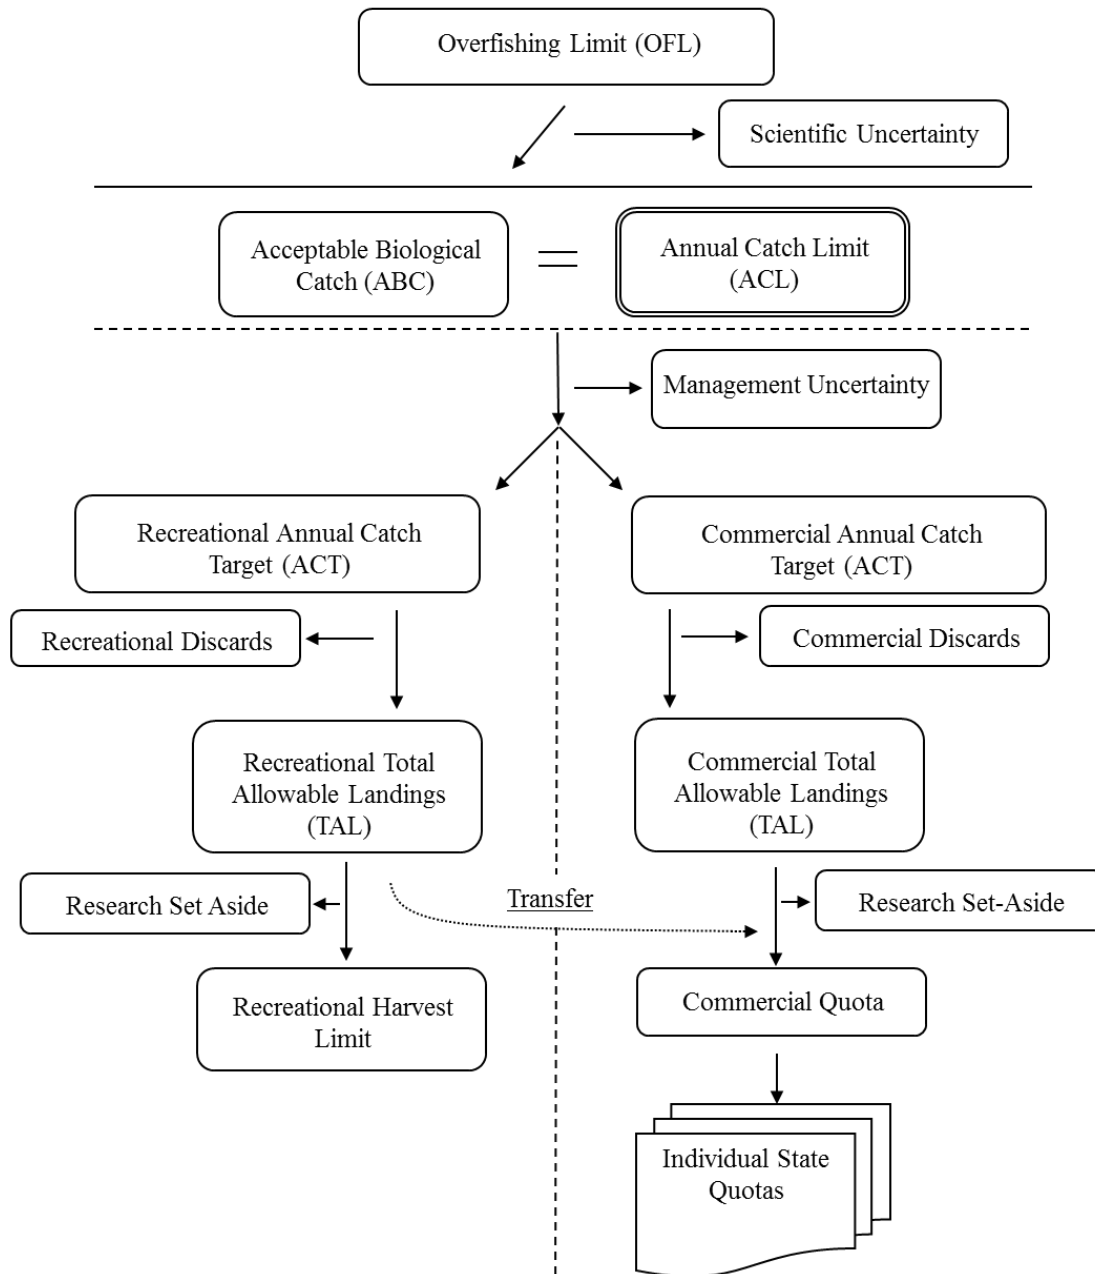 Overfishing Limit (OFL)
Scientific Uncertainty
Acceptable Biological
Catch (ABC)
=
Annual Catch Limit
(ACL)
Management Uncertainty
Recreational Annual Catch
Target (ACT)
Commercial Annual Catch
Target (ACT)
Recreational Discards
Commercial Discards
Recreational Total
Allowable Landings
(TAL)
Commercial Total
Allowable Landings
(TAL)
Research Set Aside
Transfer
Research Set-Aside
Recreational Harvest
Limit
Commercial Quota
Individual State
Quotas